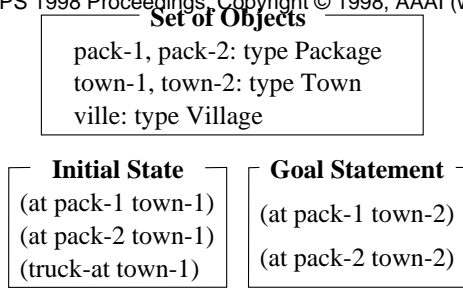 PS 1998 Proceedings. Copyright © 1998, AAAI (
Set of Objects
pack-1, pack-2: type Package
town-1, town-2: type Town
ville: type Village
Initial State
(at pack-1 town-1)
(at pack-2 town-1)
(truck-at town-1)
Goal Statement
(at pack-1 town-2)
(at pack-2 town-2)